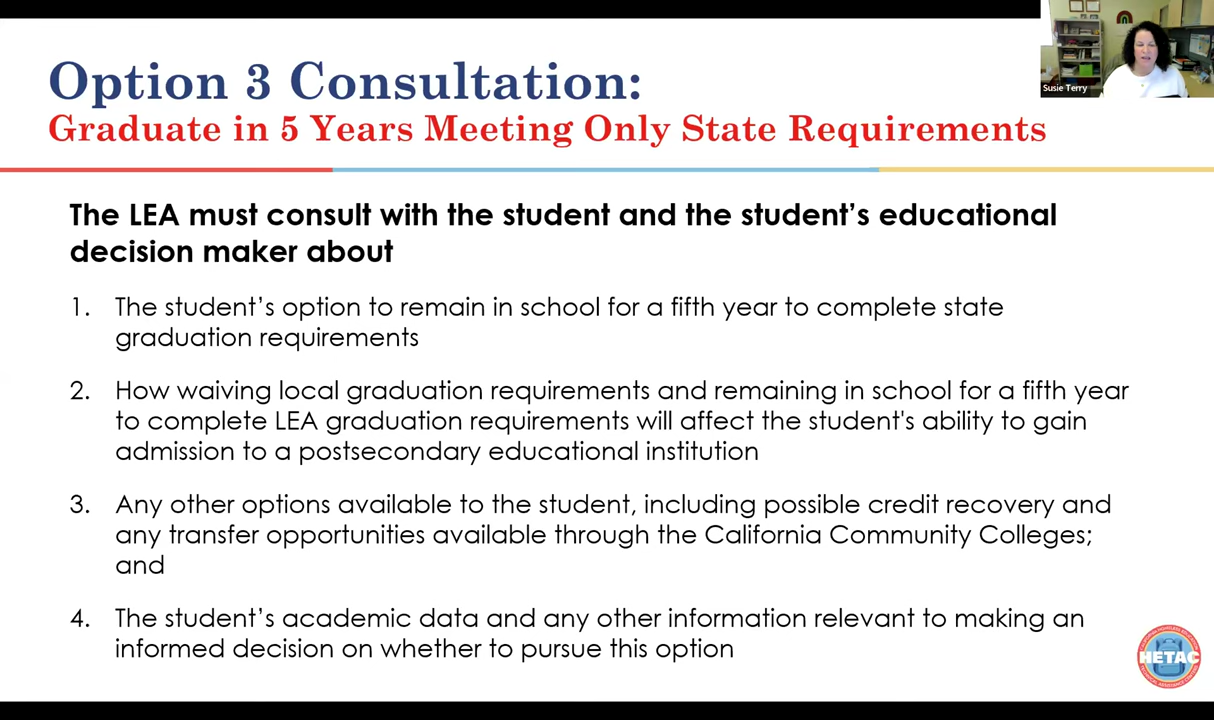 Option 3 Consultation:
Graduate in 5 Years Meeting Only State Requirements
Susie Terry
The LEA must consult with the student and the student’s educational
decision maker about
1. The student’s option to remain in school for a fifth year to complete state
graduation requirements
2. How waiving local graduation requirements and remaining in school for a fifth year
to complete LEA graduation requirements will affect the student's ability to gain
admission to a postsecondary educational institution
3. Any other options available to the student, including possible credit recovery and
any transfer opportunities available through the California Community Colleges;
and
4. The student’s academic data and any other information relevant to making an
informed decision on whether to pursue this option
HETAC